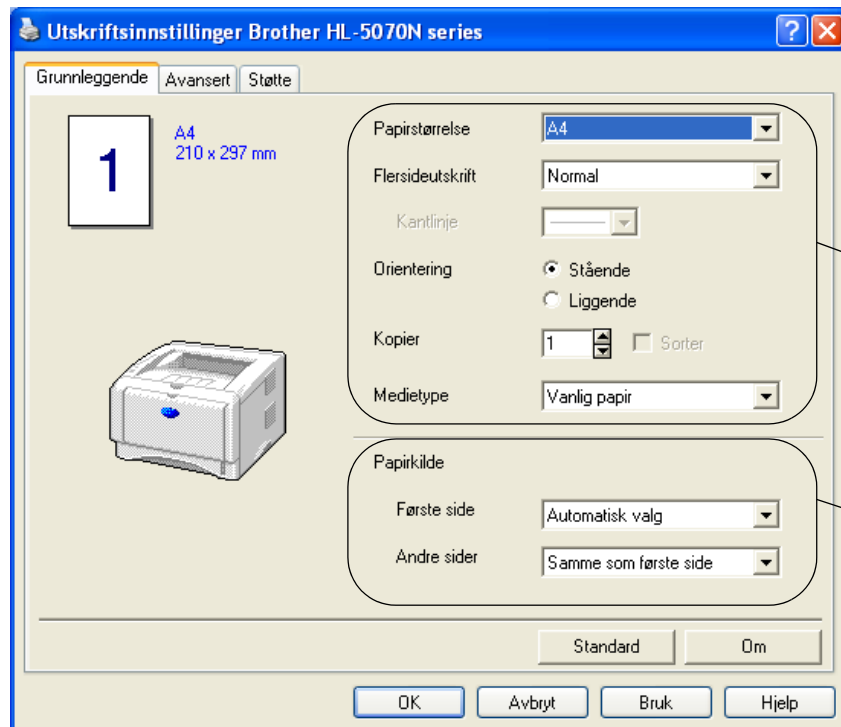 Utskriftsinnstillinger Brother HL-5070N series
Grunnleggende Avansert Støtte
1
A4
210 x 297 mm
Papirstørrelse A4
Flersideutskrift Normal
Kantlinje
Orientering Stående
Liggende
Kopier 1 Sorter
Medietype Vanlig papir
Papirkilde
Første side Automatisk valg
Andre sider Samme som første side
Standard Om
OK Avbryt Bruk Hjelp